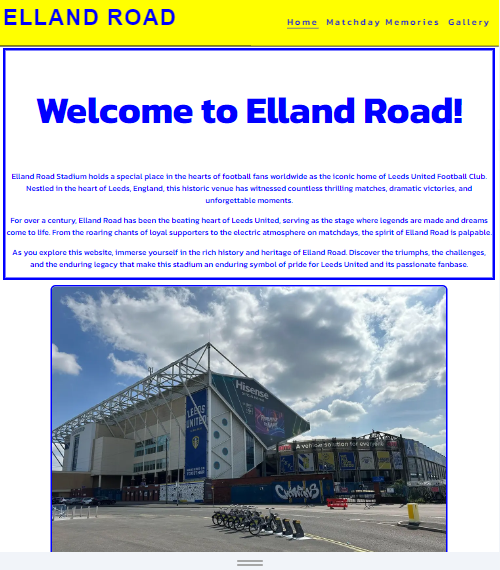 ELLAND ROAD
Home Matchday Memories Gallery
Welcome to Elland Road!
Elland Road Stadium holds a special place in the hearts of football fans worldwide as the iconic home of Leeds United Football Club.
Nestled in the heart of Leeds, England, this historic venue has witnessed countless thrilling matches, dramatic victories, and
unforgettable moments.
For over a century, Elland Road has been the beating heart of Leeds United, serving as the stage where legends are made and dreams
come to life. From the roaring chants of loyal supporters to the electric atmosphere on matchdays, the spirit of Elland Road is palpable.
As you explore this website, immerse yourself in the rich history and heritage of Elland Road. Discover the triumphs, the challenges,
and the enduring legacy that make this stadium an enduring symbol of pride for Leeds United and its passionate fanbase.
Hisense
LEEDS
UNITED